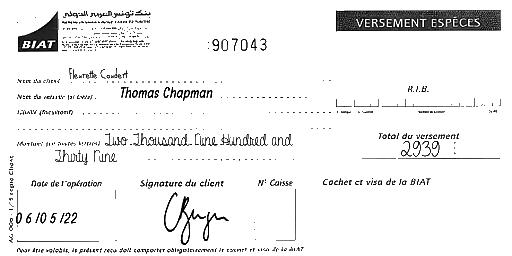 بنك تونس العربي الدولي
BIAT
VERSEMENT ESPÈCES
907043
Nom du client Fleurette Coudert
Nom du remettant (si tiers) Thomas Chapman
R.I.B.
Libellé (facultatif)
Montant (en toutes lettres) Two Thousand Nine Hundred and
Thirty Nine
Total du versement
2939
Date de l'opération Signature du client N° Caisse Cachet et visa de la BIAT
06/05/22
Pour être valable, le présent reçu doit comporter obligatoirement le cachet et visa de la BIAT